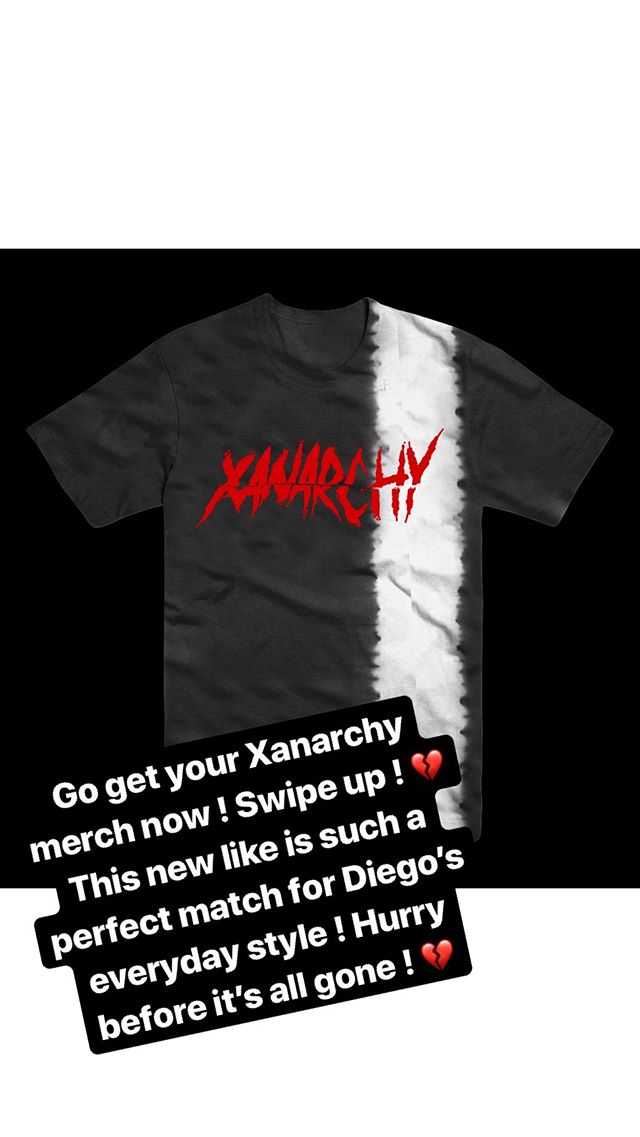 XANARCHY
Go get your Xanarchy
merch now ! Swipe up ! 💔
This new like is such a
perfect match for Diego's
everyday style ! Hurry
before it's all gone ! 💔